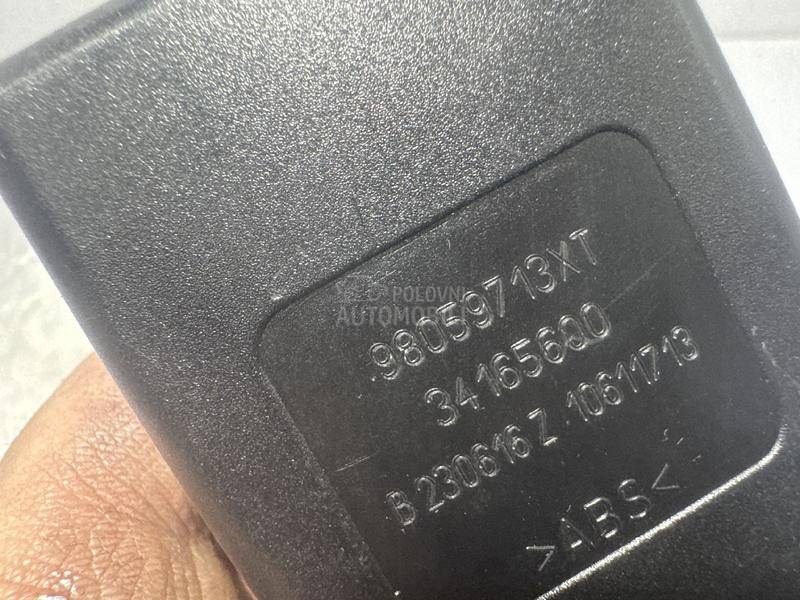 POLOVNI
AUTOMOBILI
98059713XT
34165600
B 230616 Z 10611713
>ABS<